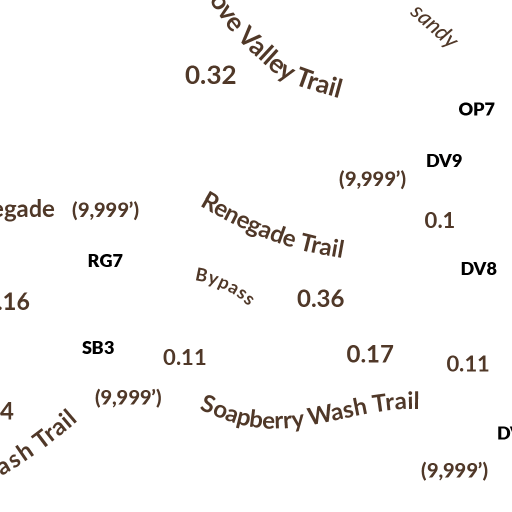 sandy
ove Valley Trail
0.32
OP7
DV9
(9,999’)
egade (9,999’)
Renegade Trail
0.1
RG7
DV8
Bypass
.16
0.36
SB3
0.11
0.17
0.11
(9,999’)
4
Soapberry Wash Trail
ash Trail
(9,999’)